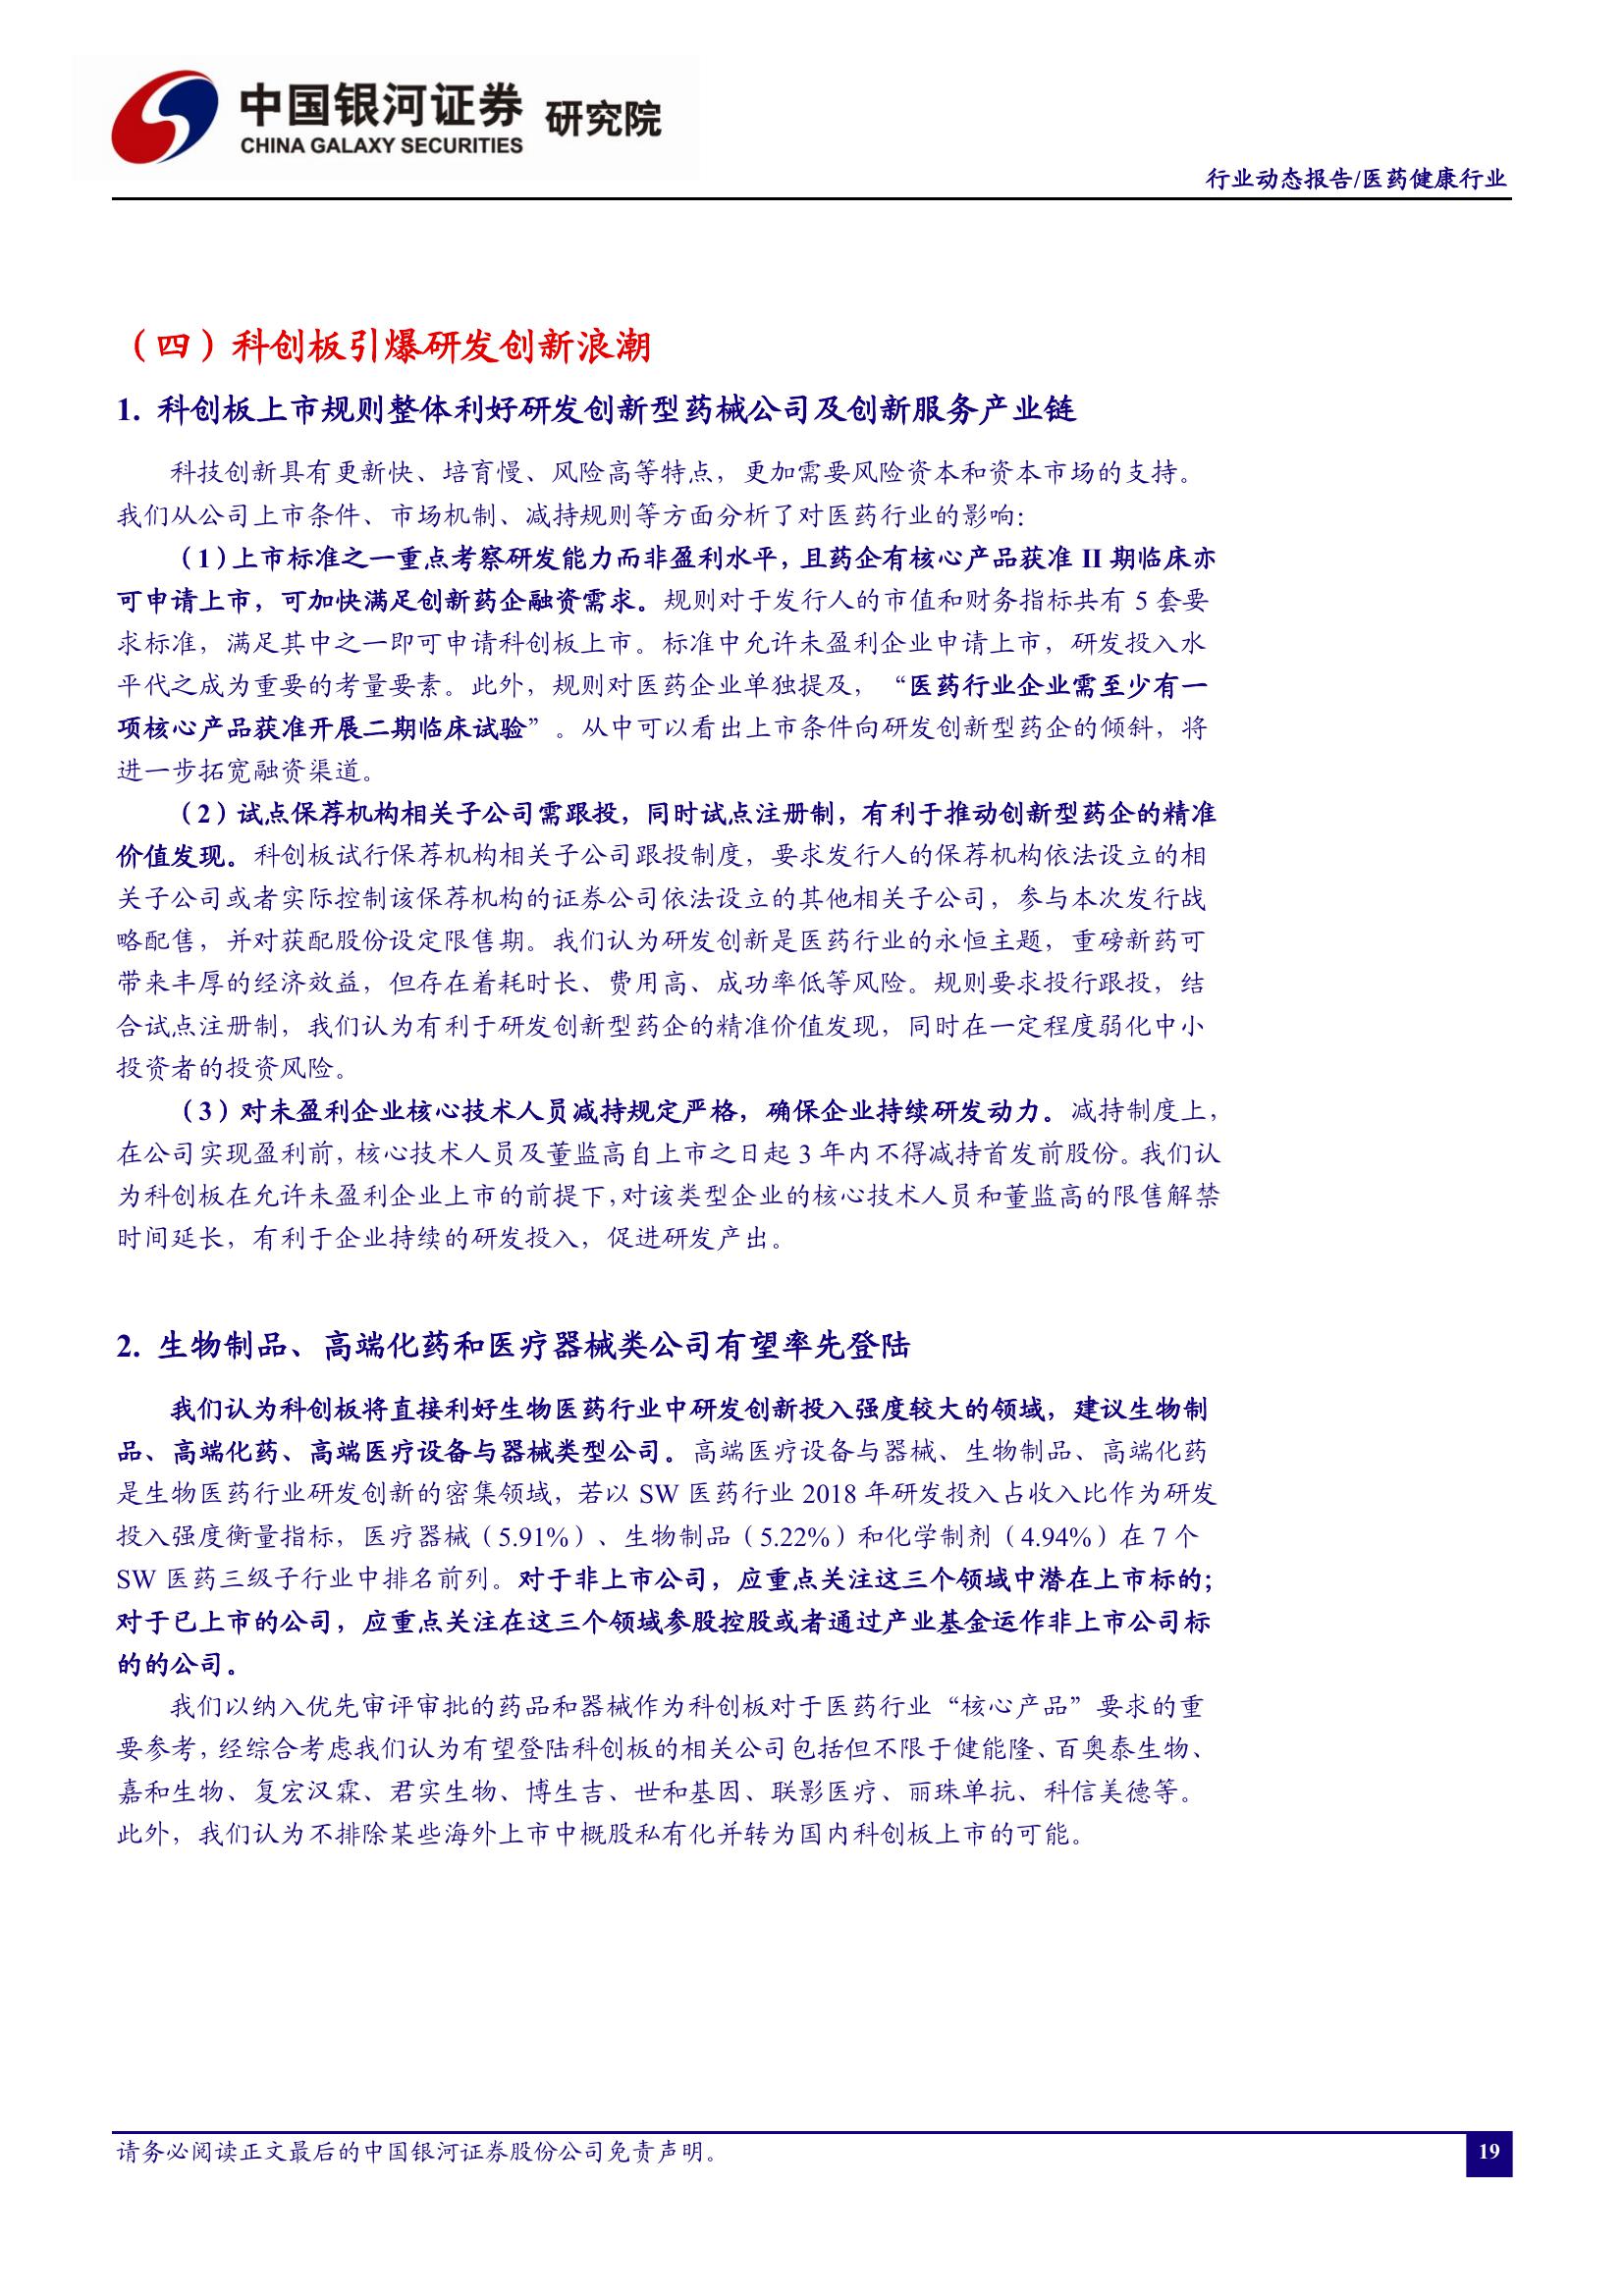 中国银河证券 研究院
CHINA GALAXY SECURITIES
行业动态报告/医药健康行业
（四）科创板引爆研发创新浪潮
1. 科创板上市规则整体利好研发创新型药械公司及创新服务产业链
科技创新具有更新快、培育慢、风险高等特点，更加需要风险资本和资本市场的支持。
我们从公司上市条件、市场机制、减持规则等方面分析了对医药行业的影响：
（1）上市标准之一重点考察研发能力而非盈利水平，且药企有核心产品获准 II 期临床亦
可申请上市，可加快满足创新药企融资需求。规则对于发行人的市值和财务指标共有 5 套要
求标准，满足其中之一即可申请科创板上市。标准中允许未盈利企业申请上市，研发投入水
平代之成为重要的考量要素。此外，规则对医药企业单独提及，“医药行业企业需至少有一
项核心产品获准开展二期临床试验”。从中可以看出上市条件向研发创新型药企的倾斜，将
进一步拓宽融资渠道。
（2）试点保荐机构相关子公司需跟投，同时试点注册制，有利于推动创新型药企的精准
价值发现。科创板试行保荐机构相关子公司跟投制度，要求发行人的保荐机构依法设立的相
关子公司或者实际控制该保荐机构的证券公司依法设立的其他相关子公司，参与本次发行战
略配售，并对获配股份设定限售期。我们认为研发创新是医药行业的永恒主题，重磅新药可
带来丰厚的经济效益，但存在着耗时长、费用高、成功率低等风险。规则要求投行跟投，结
合试点注册制，我们认为有利于研发创新型药企的精准价值发现，同时在一定程度弱化中小
投资者的投资风险。
（3）对未盈利企业核心技术人员减持规定严格，确保企业持续研发动力。减持制度上，
在公司实现盈利前，核心技术人员及董监高自上市之日起 3 年内不得减持首发前股份。我们认
为科创板在允许未盈利企业上市的前提下，对该类型企业的核心技术人员和董监高的限售解禁
时间延长，有利于企业持续的研发投入，促进研发产出。
2. 生物制品、高端化药和医疗器械类公司有望率先登陆
我们认为科创板将直接利好生物医药行业中研发创新投入强度较大的领域，建议生物制
品、高端化药、高端医疗设备与器械类型公司。高端医疗设备与器械、生物制品、高端化药
是生物医药行业研发创新的密集领域，若以 SW 医药行业 2018 年研发投入占收入比作为研发
投入强度衡量指标，医疗器械（5.91%）、生物制品（5.22%）和化学制剂（4.94%）在 7 个
SW 医药三级子行业中排名前列。对于非上市公司，应重点关注这三个领域中潜在上市标的；
对于已上市的公司，应重点关注在这三个领域参股控股或者通过产业基金运作非上市公司标
的的公司。
我们以纳入优先审评审批的药品和器械作为科创板对于医药行业“核心产品”要求的重
要参考，经综合考虑我们认为有望登陆科创板的相关公司包括但不限于健能隆、百奥泰生物、
嘉和生物、复宏汉霖、君实生物、博生吉、世和基因、联影医疗、丽珠单抗、科信美德等。
此外，我们认为不排除某些海外上市中概股私有化并转为国内科创板上市的可能。
请务必阅读正文最后的中国银河证券股份公司免责声明。
19